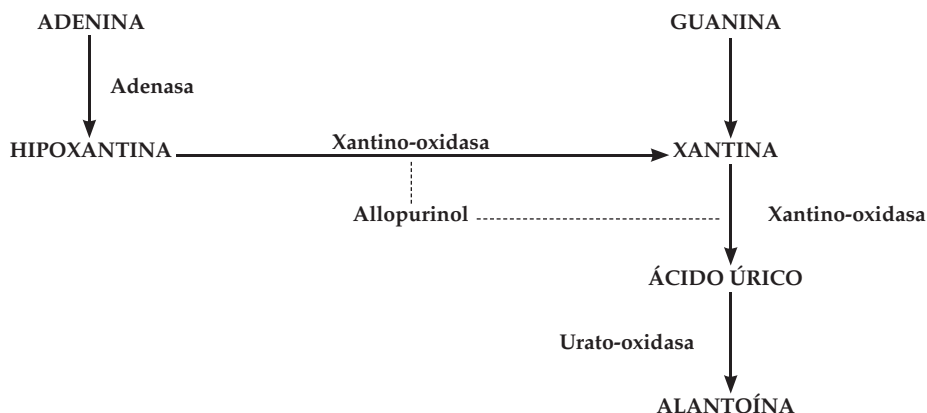 ADENINA
GUANINA
Adenasa
HIPOXANTINA
Xantino-oxidasa
XANTINA
Allopurinol
Xantino-oxidasa
ÁCIDO ÚRICO
Urato-oxidasa
ALANTOÍNA